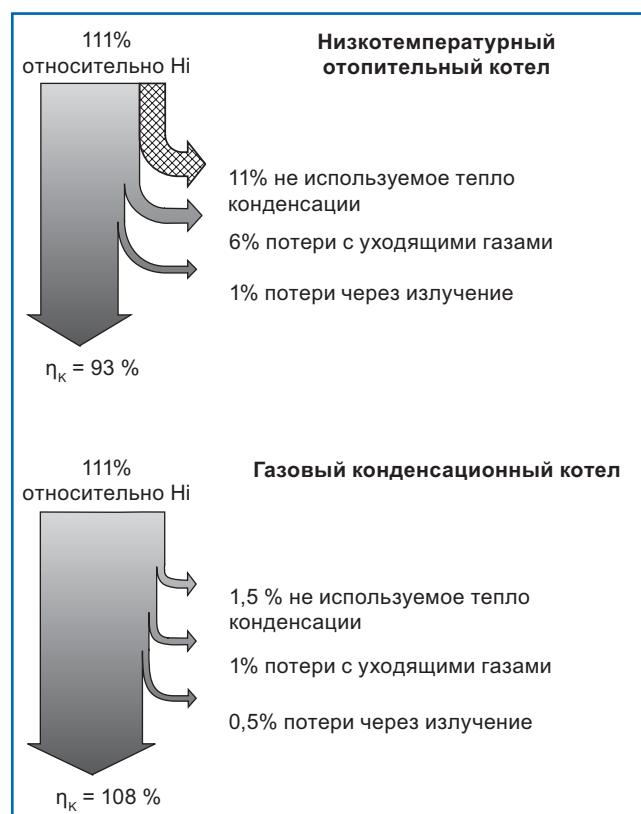 111%
относительно Hi
Низкотемпературный
отопительный котел
11% не используемое тепло
конденсации
6% потери с уходящими газами
1% потери через излучение
ηK = 93 %
111%
относительно Hi
Газовый конденсационный котел
1,5 % не используемое тепло
конденсации
1% потери с уходящими газами
0,5% потери через излучение
ηK = 108 %